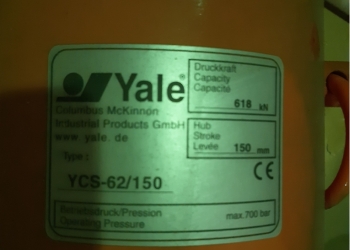 Yale®
Columbus McKinnon
Industrial Products GmbH
www.yale.de
Type:
YCS-62/150
Druckkraft
Capacity
Capacité
618 kN
Hub
Stroke
Levée 150 mm
CE
Betriebsdruck/Pression
Operating Pressure
max.700 bar